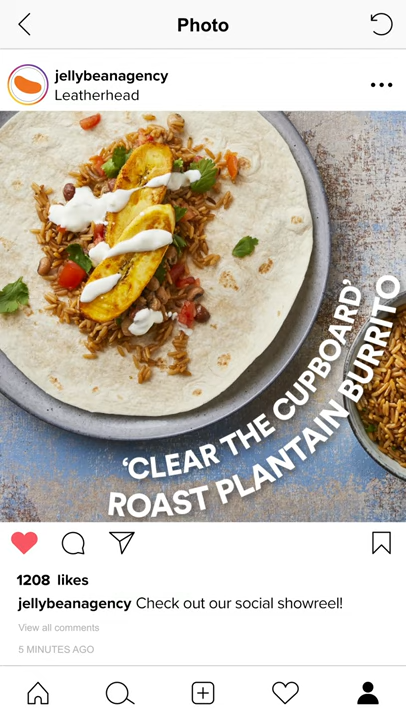 Photo
jellybeanagency
Leatherhead
‘CLEAR THE CUPBOARD’
ROAST PLANTAIN BURRITO
1208 likes
jellybeanagency Check out our social showreel!
View all comments
5 MINUTES AGO